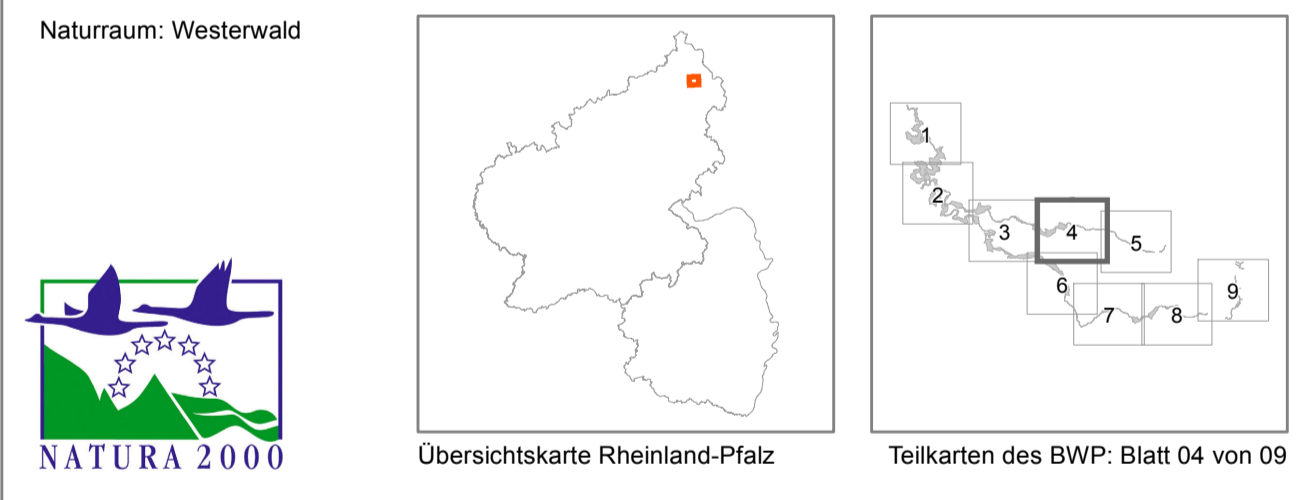 Naturraum: Westerwald
NATURA 2000
Übersichtskarte Rheinland-Pfalz
1
2
3
4
5
6
7
8
9
Teilkarten des BWP: Blatt 04 von 09